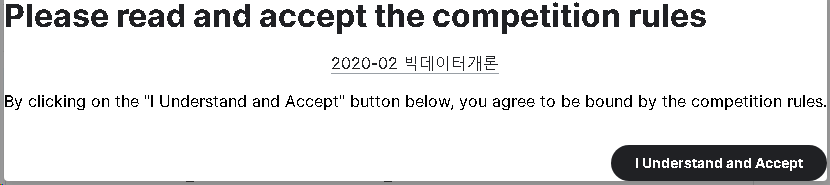 Please read and accept the competition rules
2020-02 빅데이터개론
By clicking on the "I Understand and Accept" button below, you agree to be bound by the competition rules.
I Understand and Accept